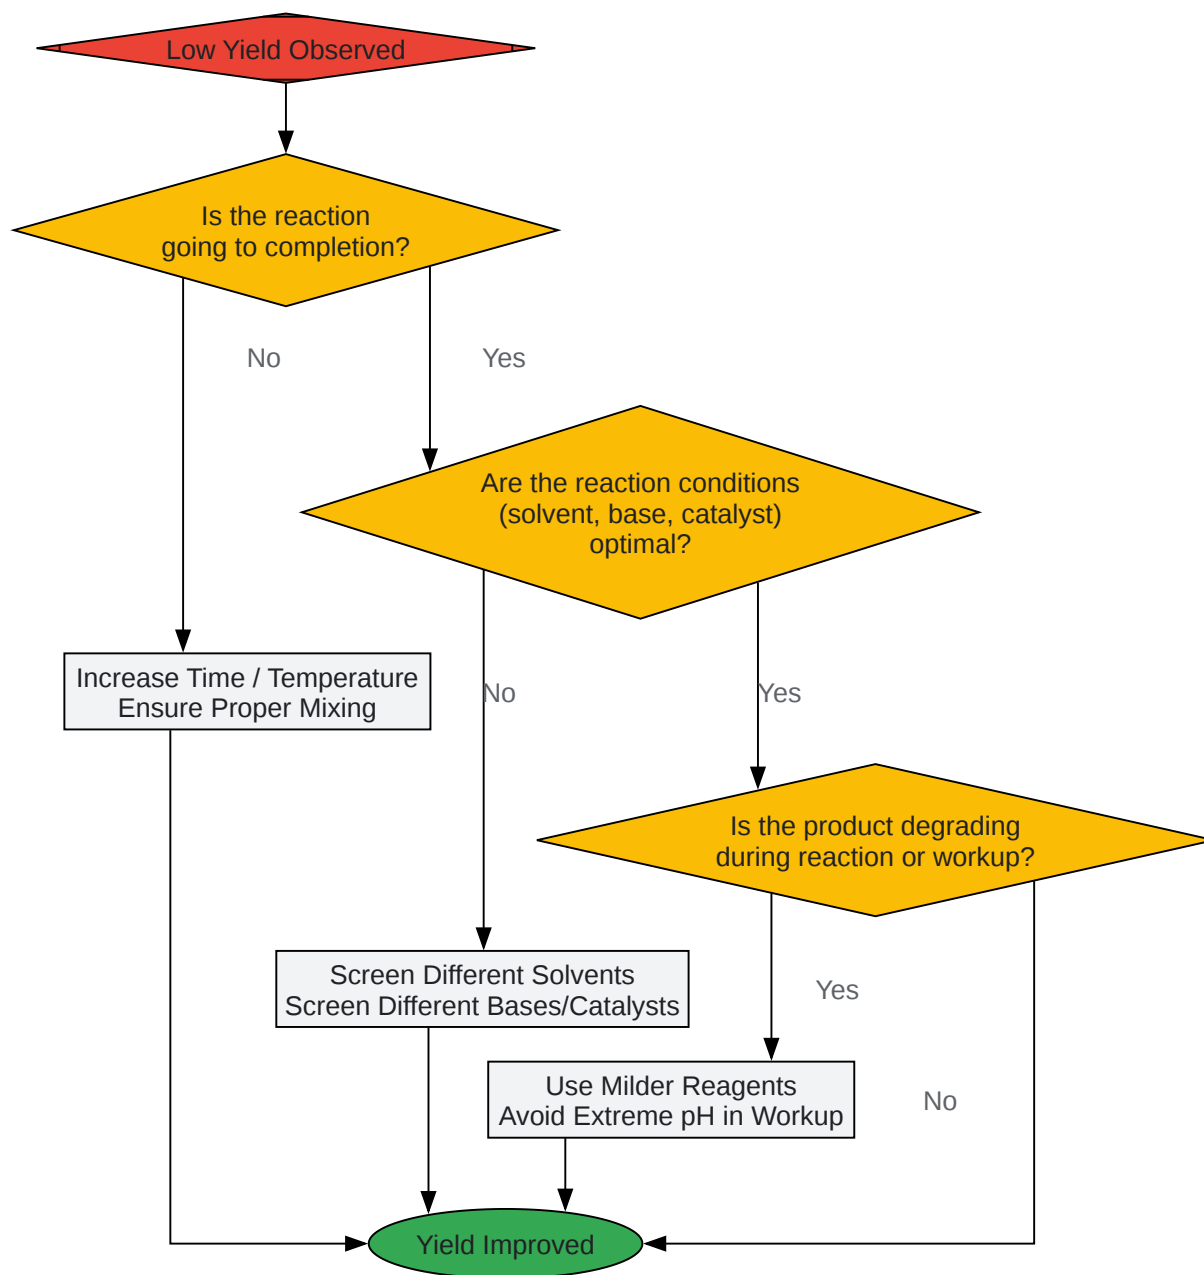 Low Yield Observed
Is the reaction
going to completion?
No
Yes
Are the reaction conditions
(solvent, base, catalyst)
optimal?
Increase Time / Temperature
Ensure Proper Mixing
No
Yes
Is the product degrading
during reaction or workup?
Screen Different Solvents
Screen Different Bases/Catalysts
Yes
Use Milder Reagents
Avoid Extreme pH in Workup
No
Yield Improved